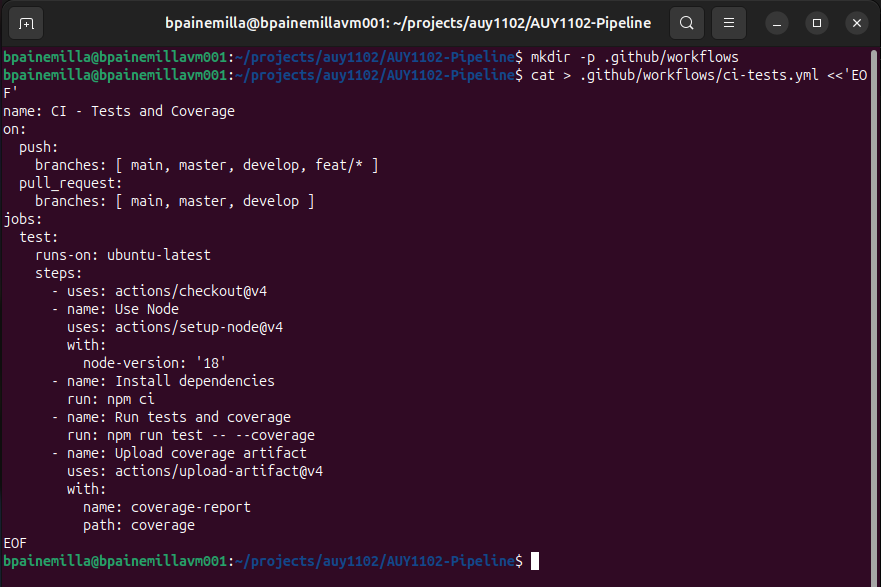 bpainemilla@bpainemillavm001: ~/projects/auy1102/AUY1102-Pipeline
bpainemilla@bpainemillavm001:~/projects/auy1102/AUY1102-Pipeline$ mkdir -p .github/workflows
bpainemilla@bpainemillavm001:~/projects/auy1102/AUY1102-Pipeline$ cat > .github/workflows/ci-tests.yml <<'EO
F'
name: CI - Tests and Coverage
on:
  push:
    branches: [ main, master, develop, feat/* ]
  pull_request:
    branches: [ main, master, develop ]
jobs:
  test:
    runs-on: ubuntu-latest
    steps:
      - uses: actions/checkout@v4
      - name: Use Node
        uses: actions/setup-node@v4
        with:
          node-version: '18'
      - name: Install dependencies
        run: npm ci
      - name: Run tests and coverage
        run: npm run test -- --coverage
      - name: Upload coverage artifact
        uses: actions/upload-artifact@v4
        with:
          name: coverage-report
          path: coverage
EOF
bpainemilla@bpainemillavm001:~/projects/auy1102/AUY1102-Pipeline$